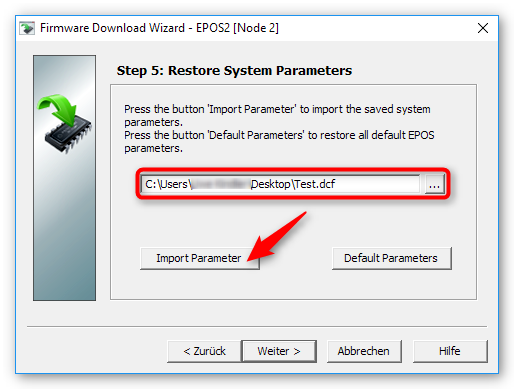 Firmware Download Wizard - EPOS2 [Node 2]
Step 5: Restore System Parameters
Press the button 'Import Parameter' to import the saved system
parameters.
Press the button 'Default Parameters' to restore all default EPOS
parameters.
C:\Users\ \Desktop\Test.dcf
...
Import Parameter
Default Parameters
< Zurück
Weiter >
Abbrechen
Hilfe